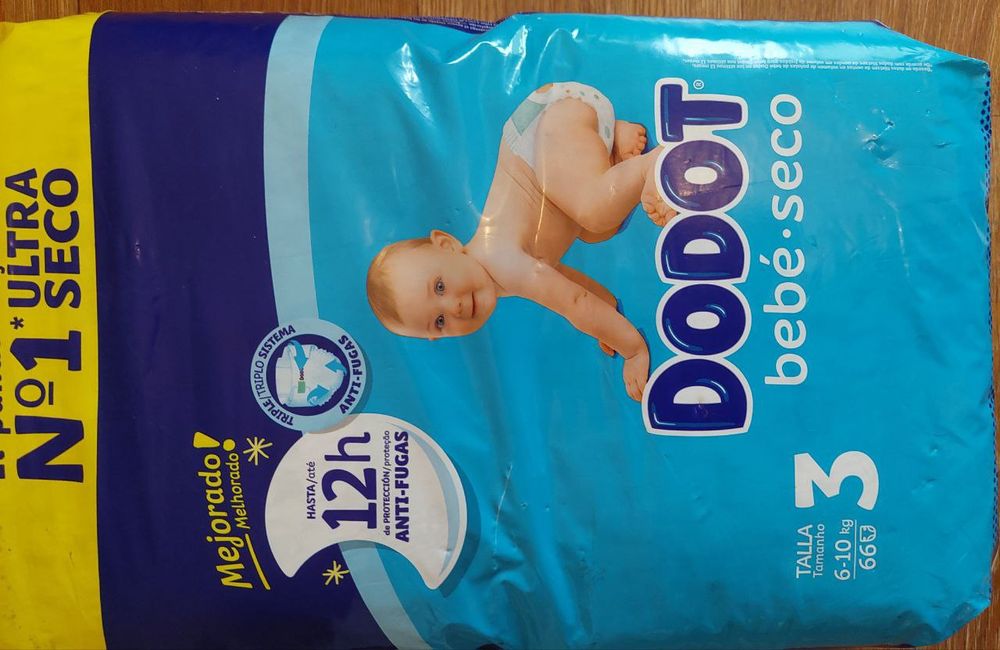 Nº1* ULTRA
SECO
Mejorado!
Melhorado!
TRIPLE/TRIPLO SISTEMA
ANTI-FUGAS
HASTA/até
12h
de PROTECCIÓN/proteção
ANTI-FUGAS
DODOT®
bebé·seco
TALLA
Tamanho
3
6-10 kg
66